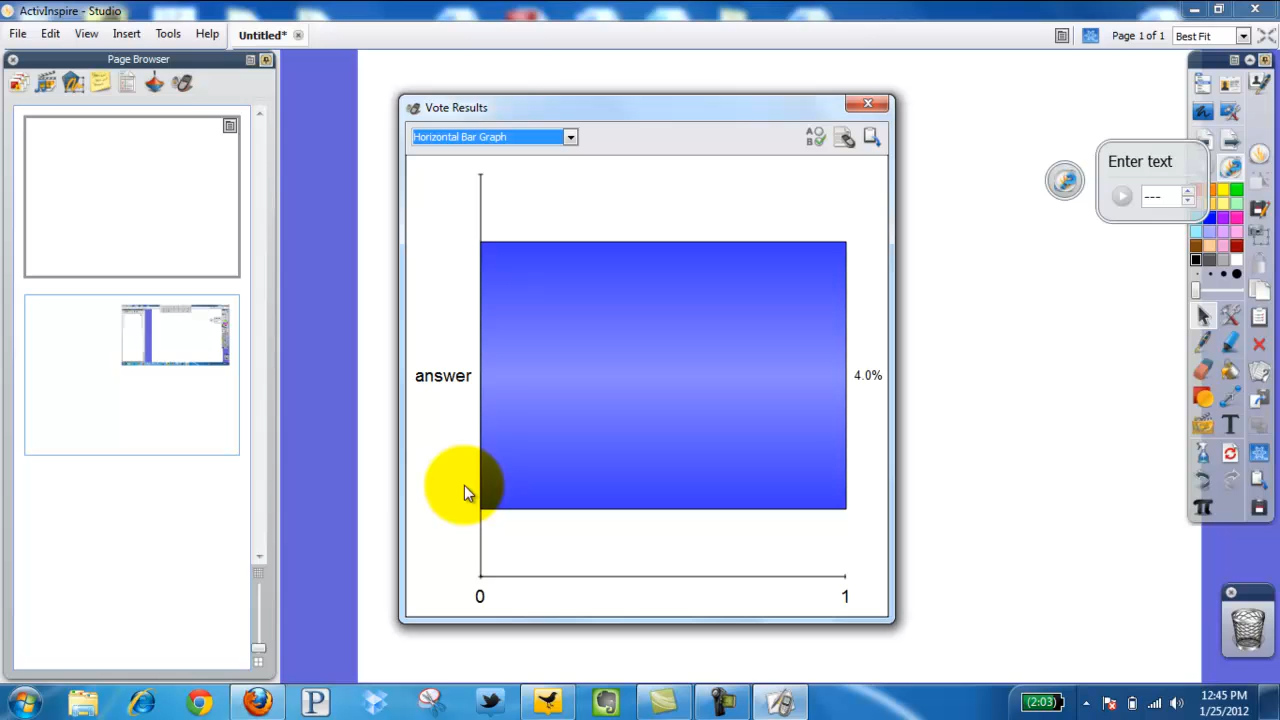 ActivInspire - Studio
File Edit View Insert Tools Help Untitled* Page 1 of 1 Best Fit
Page Browser
Vote Results
Horizontal Bar Graph
A
B
Enter text
---
answer 4.0%
0 1
T
P
(2:03) 12:45 PM
1/25/2012